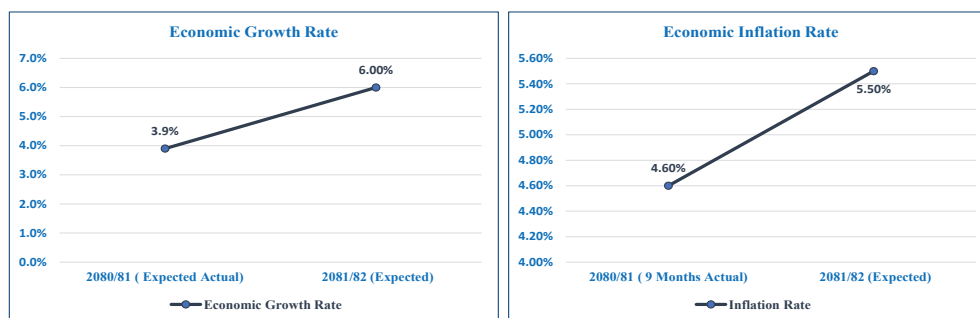 Economic Growth Rate
7.0%
6.0%
5.0%
4.0%
3.0%
2.0%
1.0%
0.0%
3.9%
6.00%
2080/81 ( Expected Actual)
2081/82 (Expected)
Economic Growth Rate
Economic Inflation Rate
5.60%
5.40%
5.20%
5.00%
4.80%
4.60%
4.40%
4.20%
4.00%
4.60%
5.50%
2080/81 ( 9 Months Actual)
2081/82 (Expected)
Inflation Rate